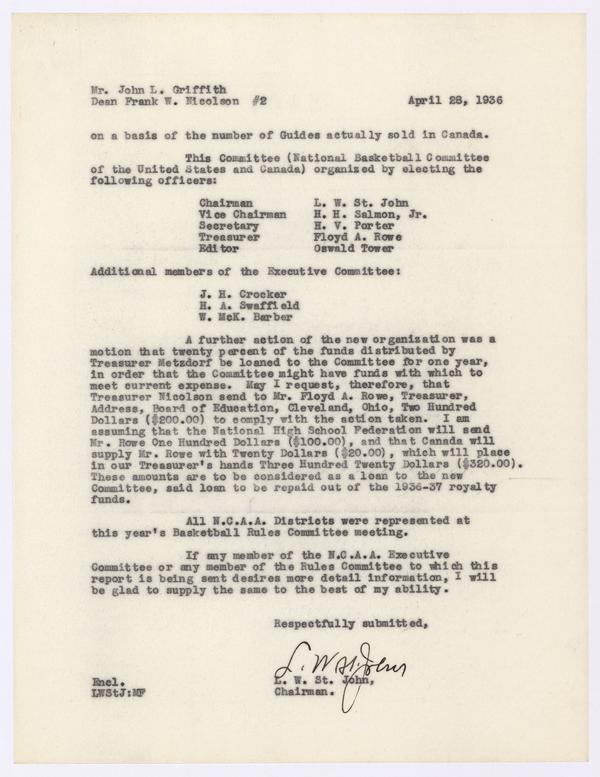 Mr. John L. Griffith
Dean Frank W. Nicolson #2 April 28, 1936
on a basis of the number of Guides actually sold in Canada.
This Committee (National Basketball Committee
of the United States and Canada) organized by electing the
following officers:
Chairman L. W. St. John
Vice Chairman H. H. Salmon, Jr.
Secretary H. V. Porter
Treasurer Floyd A. Rowe
Editor Oswald Tower
Additional members of the Executive Committee:
J. H. Crocker
H. A. Swaffield
W. McK. Barber
A further action of the new organization was a
motion that twenty percent of the funds distributed by
Treasurer Metzdorf be loaned to the Committee for one year,
in order that the Committee might have funds with which to
meet current expense. May I request, therefore, that
Treasurer Nicolson send to Mr. Floyd A. Rowe, Treasurer,
Address, Board of Education, Cleveland, Ohio, Two Hundred
Dollars ($200.00) to comply with the action taken. I am
assuming that the National High School Federation will send
Mr. Rowe One Hundred Dollars ($100.00), and that Canada will
supply Mr. Rowe with Twenty Dollars ($20.00), which will place
in our Treasurer's hands Three Hundred Twenty Dollars ($320.00).
These amounts are to be considered as a loan to the new
Committee, said loan to be repaid out of the 1936-37 royalty
funds.
All N.C.A.A. Districts were represented at
this year's Basketball Rules Committee meeting.
If any member of the N.C.A.A. Executive
Committee or any member of the Rules Committee to which this
report is being sent desires more detail information, I will
be glad to supply the same to the best of my ability.
Respectfully submitted,
L. W. St. John
Encl. L. W. St. John,
LWStJ:MF Chairman.